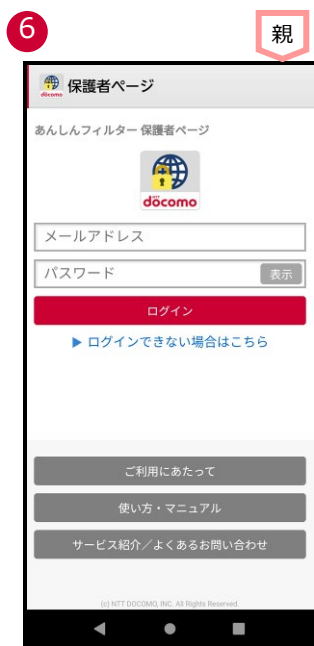 6
親
docomo 保護者ページ
あんしんフィルター 保護者ページ
NTT
döcomo
メールアドレス
パスワード 表示
ログイン
▶ ログインできない場合はこちら
ご利用にあたって
使い方・マニュアル
サービス紹介／よくあるお問い合わせ
(c) NTT DOCOMO, INC. All Rights Reserved.